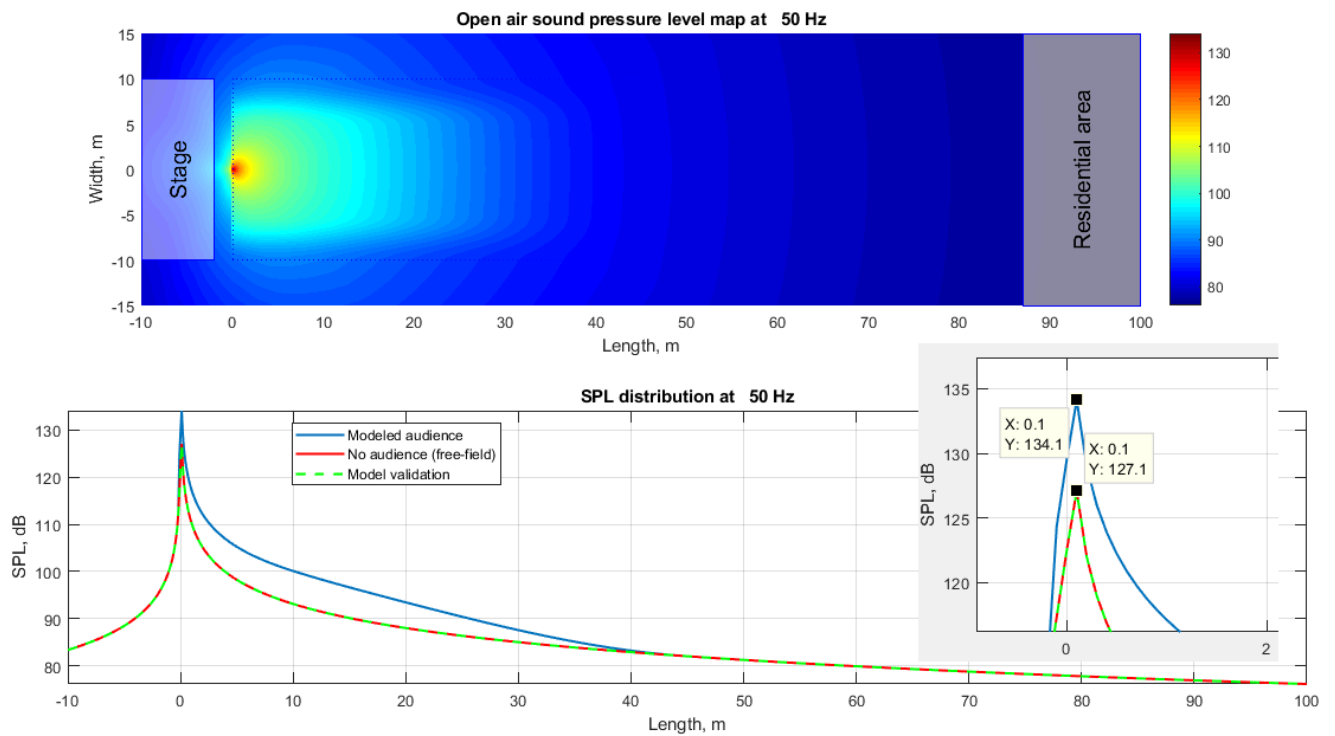 Open air sound pressure level map at 50 Hz
15
10
5
0
-5
-10
-15
Width, m
Stage
Residential area
-10 0 10 20 30 40 50 60 70 80 90 100
Length, m
130
120
110
100
90
80
SPL distribution at 50 Hz
130
120
110
100
90
80
SPL, dB
Modeled audience
No audience (free-field)
Model validation
-10 0 10 20 30 40 50 60 70 80 90 100
Length, m
135
130
125
120
SPL, dB
X: 0.1
Y: 134.1
X: 0.1
Y: 127.1
0 2